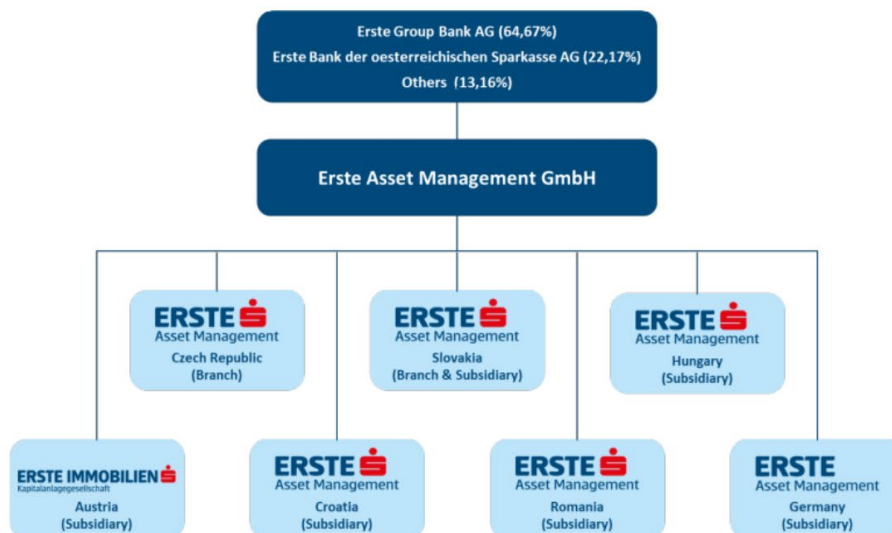 Erste Group Bank AG (64,67%)
Erste Bank der oesterreichischen Sparkasse AG (22,17%)
Others (13,16%)
Erste Asset Management GmbH
ERSTE
Asset Management
Czech Republic
(Branch)
ERSTE
Asset Management
Slovakia
(Branch & Subsidiary)
ERSTE
Asset Management
Hungary
(Subsidiary)
ERSTE IMMOBILIEN
Kapitalanlagegesellschaft
Austria
(Subsidiary)
ERSTE
Asset Management
Croatia
(Subsidiary)
ERSTE
Asset Management
Romania
(Subsidiary)
ERSTE
Asset Management
Germany
(Subsidiary)